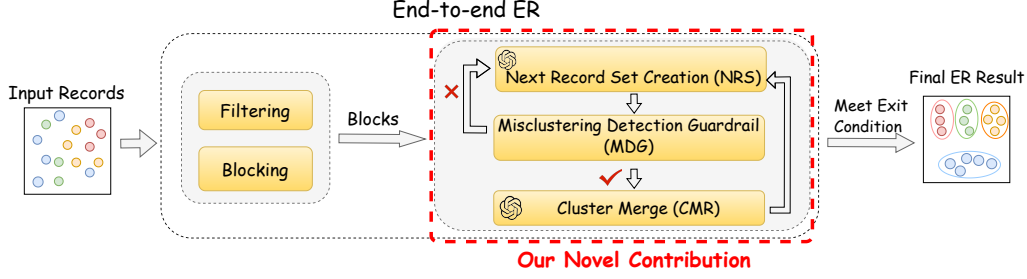 End-to-end ER
Input Records
Filtering
Blocking
Blocks
Next Record Set Creation (NRS)
Misclustering Detection Guardrail
(MDG)
Cluster Merge (CMR)
Meet Exit
Condition
Final ER Result
Our Novel Contribution